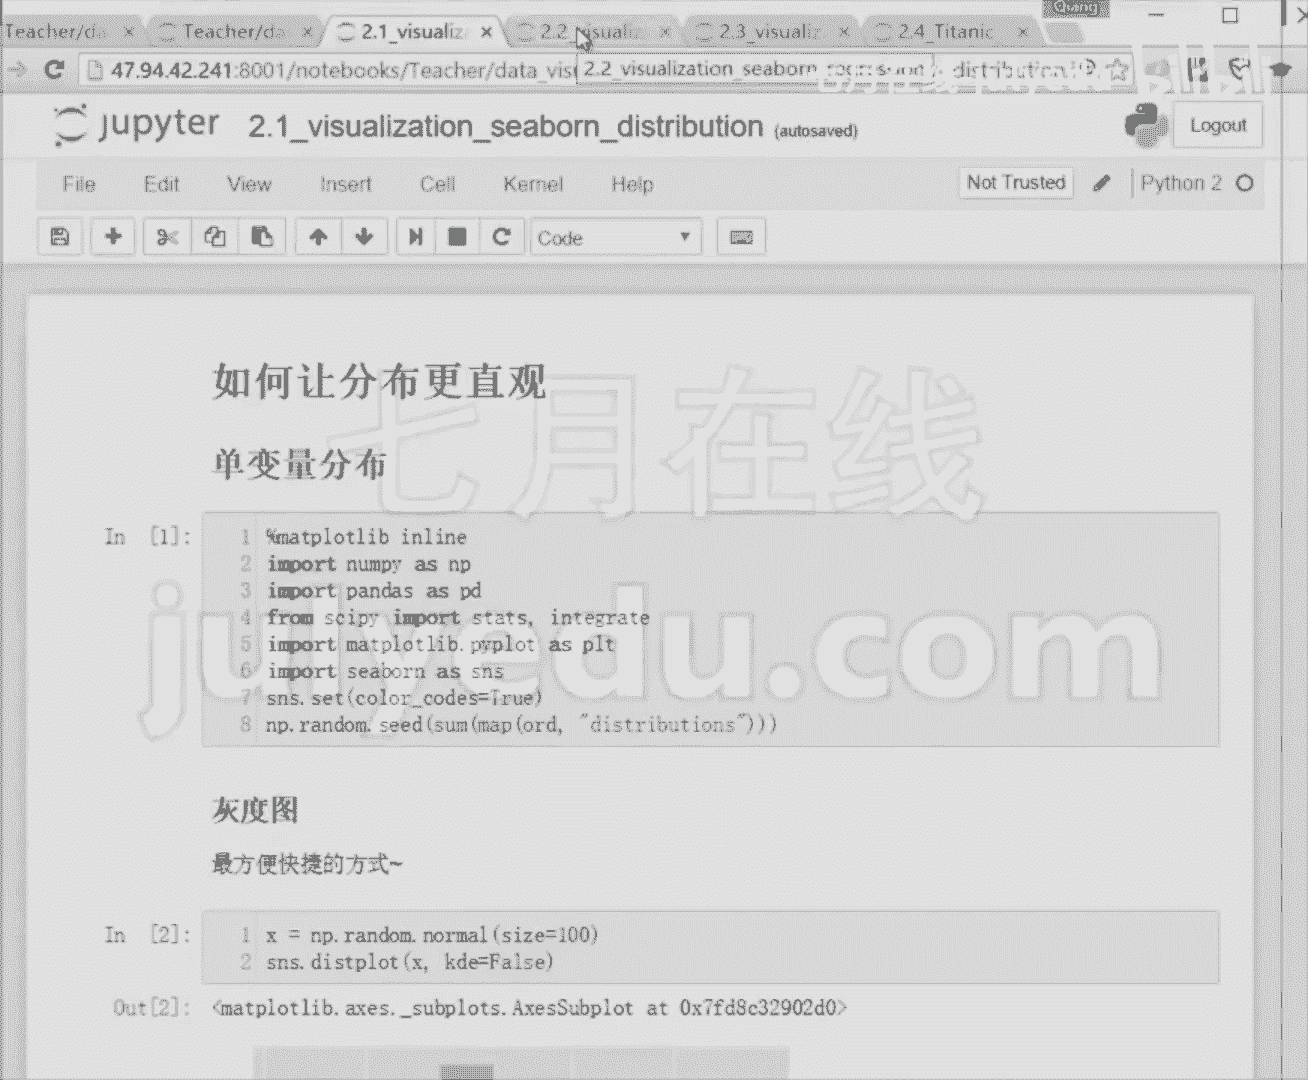 Qiang
Teacher/da × Teacher/da × 2.1_visualiz × 2.2_visualiz × 2.3_visualiz × 2.4_Titanic ×
47.94.42.241:8001/notebooks/Teacher/data_vis
2.2_visualization_seaborn_regression
distribution.i
jupyter 2.1_visualization_seaborn_distribution (autosaved)
Logout
File Edit View Insert Cell Kernel Help Not Trusted Python 2
Code
如何让分布更直观
七月在线
单变量分布
In [1]:
1 %matplotlib inline
2 import numpy as np
3 import pandas as pd
4 from scipy import stats, integrate
5 import matplotlib.pyplot as plt
6 import seaborn as sns
7 sns.set(color_codes=True)
8 np.random.seed(sum(map(ord, "distributions")))
julyedu.com
灰度图
最方便快捷的方式~
In [2]:
1 x = np.random.normal(size=100)
2 sns.distplot(x, kde=False)
Out[2]: <matplotlib.axes._subplots.AxesSubplot at 0x7fd8c32902d0>